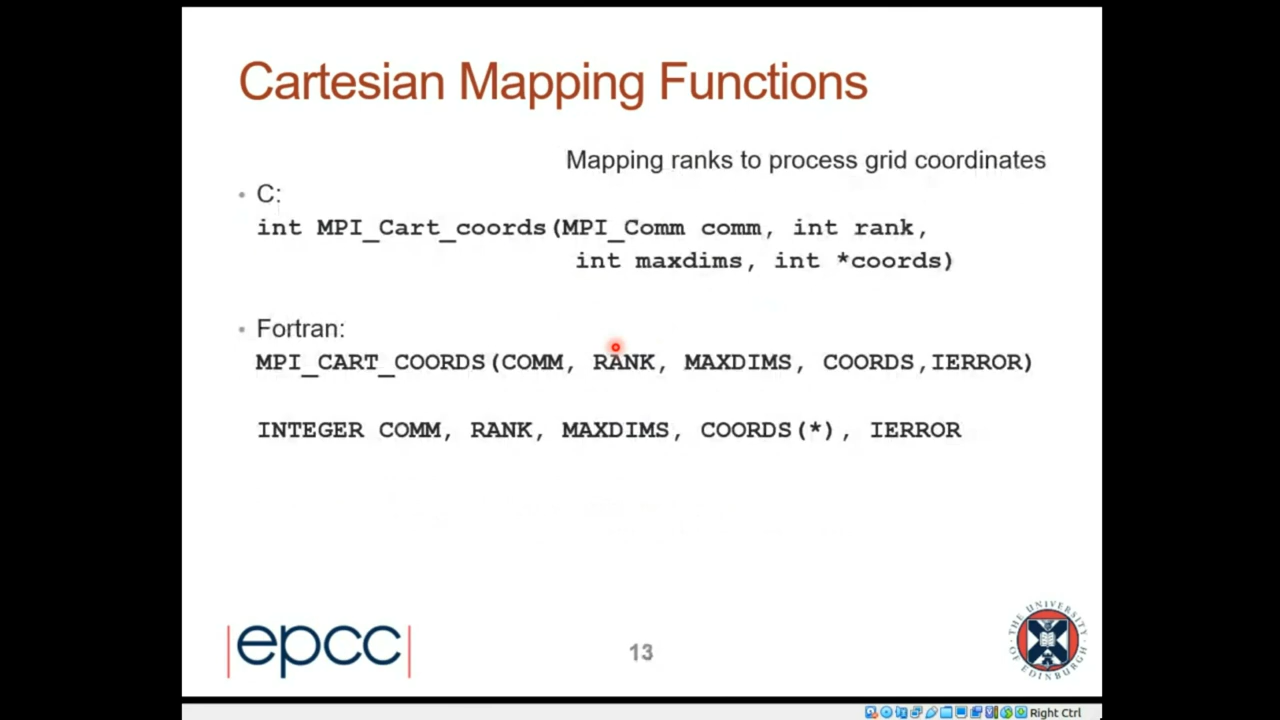 Cartesian Mapping Functions
Mapping ranks to process grid coordinates
• C:
int MPI_Cart_coords(MPI_Comm comm, int rank,
int maxdims, int *coords)
• Fortran:
MPI_CART_COORDS(COMM, RANK, MAXDIMS, COORDS,IERROR)
INTEGER COMM, RANK, MAXDIMS, COORDS(*), IERROR
|epcc|
13
THE UNIVERSITY OF EDINBURGH
Right Ctrl